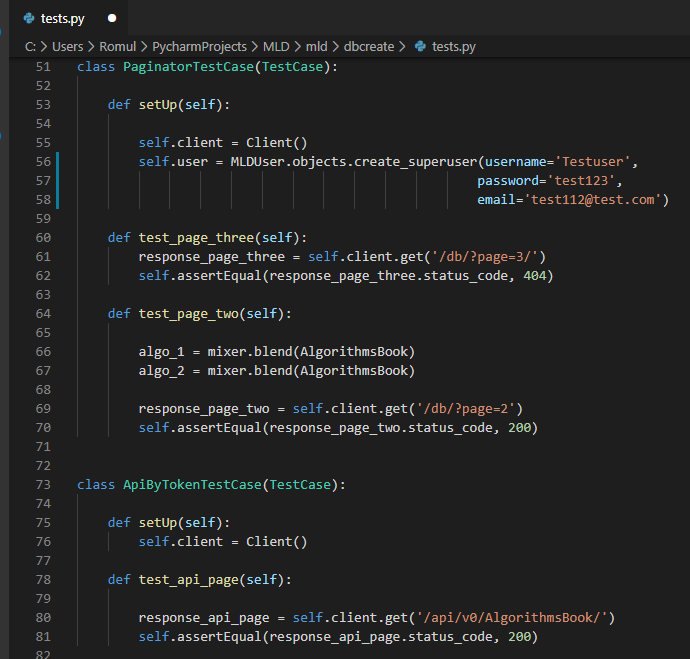 tests.py
C: > Users > Romul > PycharmProjects > MLD > mld > dbcreate > tests.py
51 class PaginatorTestCase(TestCase):
52
53 def setUp(self):
54
55 self.client = Client()
56 self.user = MLDUser.objects.create_superuser(username='Testuser',
57 password='test123',
58 email='test112@test.com')
59
60 def test_page_three(self):
61 response_page_three = self.client.get('/db/?page=3/')
62 self.assertEqual(response_page_three.status_code, 404)
63
64 def test_page_two(self):
65
66 algo_1 = mixer.blend(AlgorithmsBook)
67 algo_2 = mixer.blend(AlgorithmsBook)
68
69 response_page_two = self.client.get('/db/?page=2')
70 self.assertEqual(response_page_two.status_code, 200)
71
72
73 class ApiByTokenTestCase(TestCase):
74
75 def setUp(self):
76 self.client = Client()
77
78 def test_api_page(self):
79
80 response_api_page = self.client.get('/api/v0/AlgorithmsBook/')
81 self.assertEqual(response_api_page.status_code, 200)
82